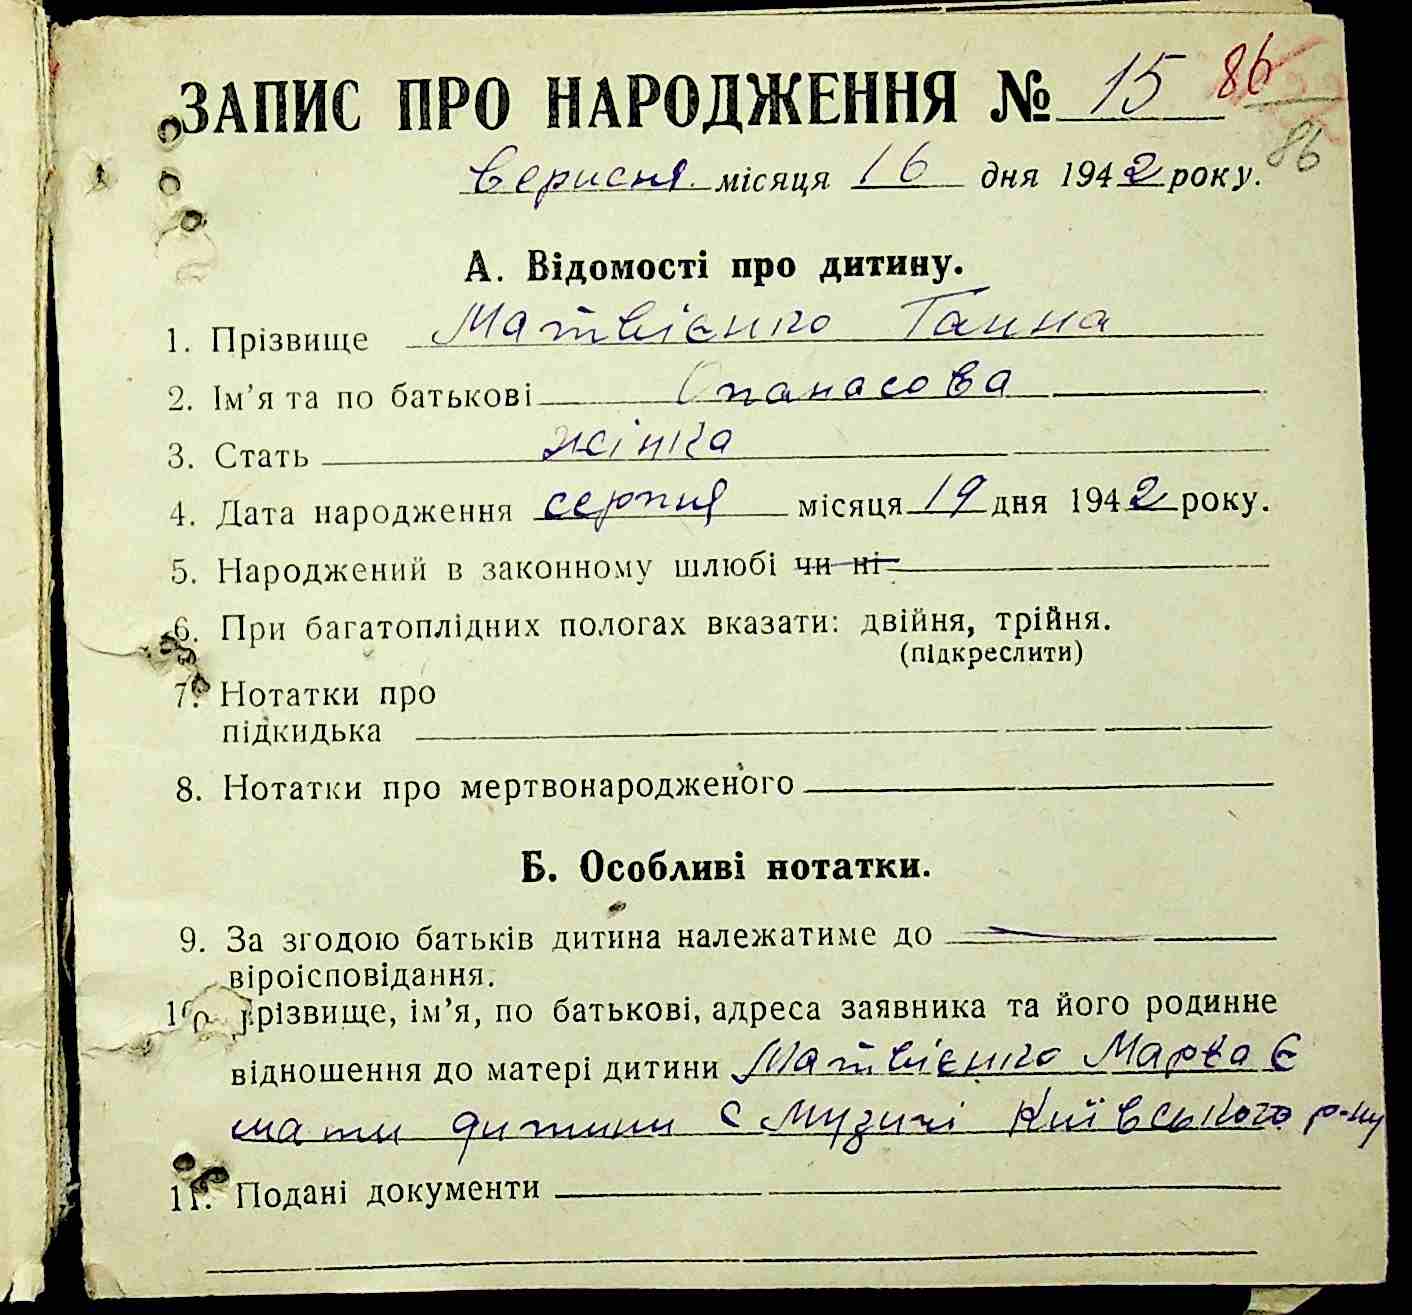 ЗАПИС ПРО НАРОДЖЕННЯ № 15 86
86
вересня місяця 16 дня 1942 року.
А. Відомості про дитину.
1. Прізвище Матвієнко Ганна
2. Ім'я та по батькові Опанасова
3. Стать жінка
4. Дата народження серпня місяця 19 дня 1942 року.
5. Народжений в законному шлюбі чи ні
6. При багатоплідних пологах вказати: двійня, трійня.
(підкреслити)
7. Нотатки про
підкидька
8. Нотатки про мертвонародженого
Б. Особливі нотатки.
9. За згодою батьків дитина належатиме до
віроісповідання.
10. Прізвище, ім'я, по батькові, адреса заявника та його родинне
відношення до матері дитини Матвієнко Марва Є
мати дитини с Музичі Київського р-ну
11. Подані документи